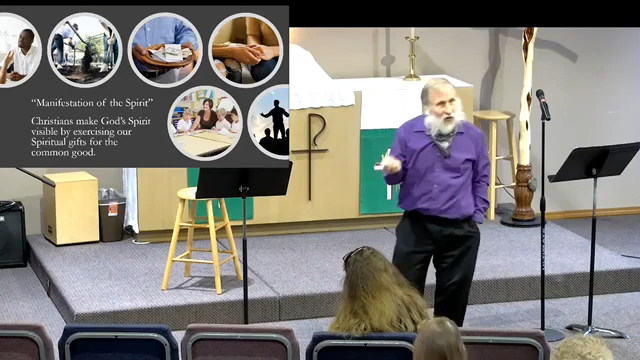 “Manifestation of the Spirit”
Christians make God's Spirit
visible by exercising our
Spiritual gifts for the
common good.